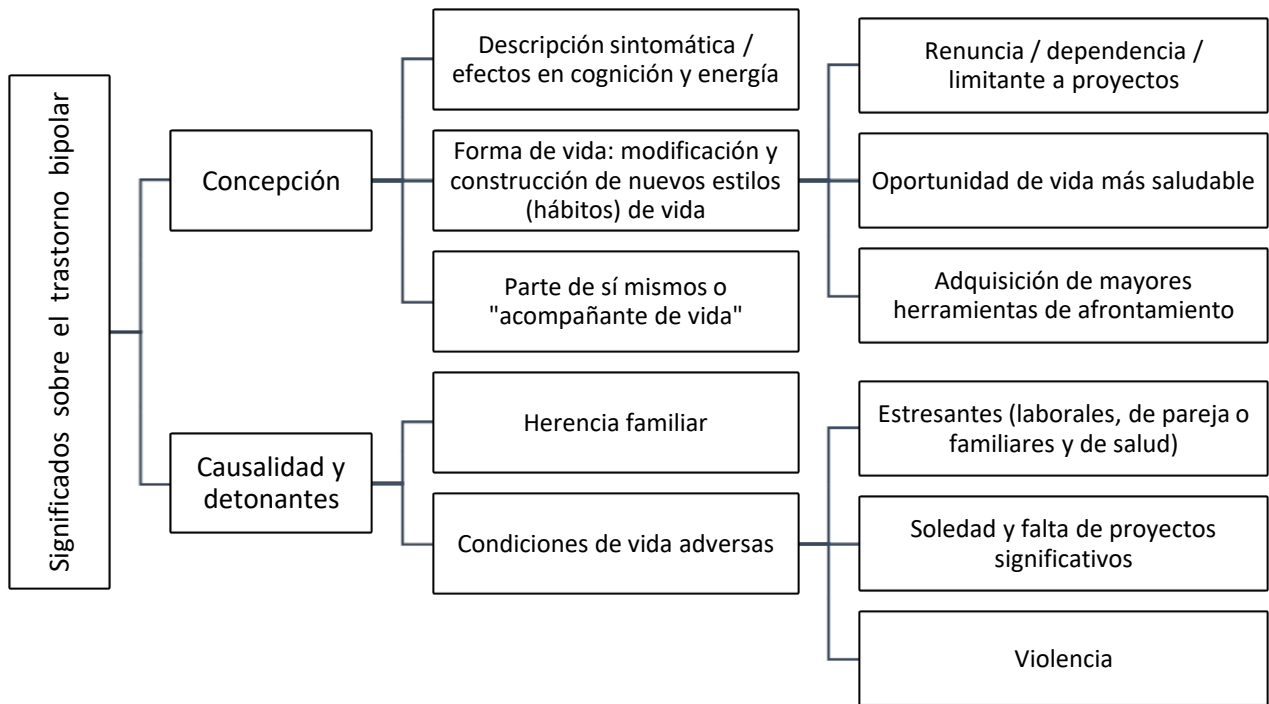 Significados sobre el trastorno bipolar
Concepción
Descripción sintomática /
efectos en cognición y energía
Forma de vida: modificación y
construcción de nuevos estilos
(hábitos) de vida
Renuncia / dependencia /
limitante a proyectos
Oportunidad de vida más saludable
Adquisición de mayores
herramientas de afrontamiento
Parte de sí mismos o
"acompañante de vida"
Causalidad y
detonantes
Herencia familiar
Condiciones de vida adversas
Estresantes (laborales, de pareja o
familiares y de salud)
Soledad y falta de proyectos
significativos
Violencia